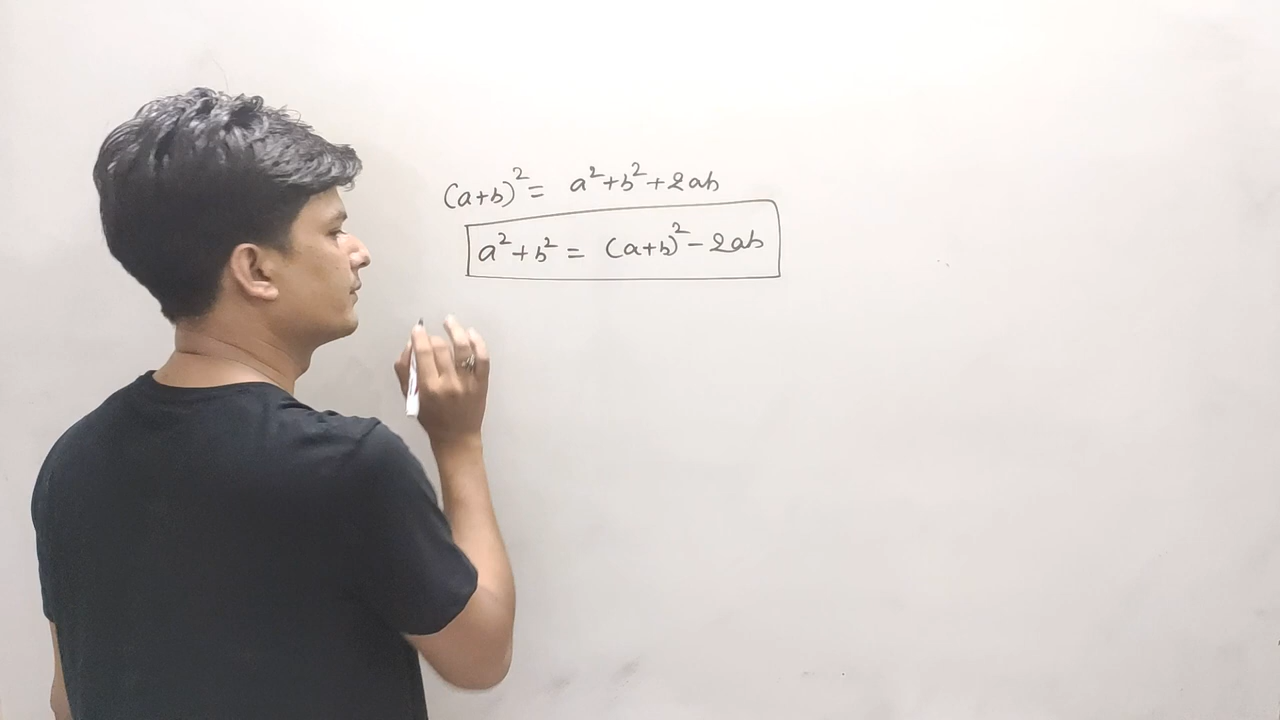 (a+b)² = a²+b²+2ab
a²+b² = (a+b)²-2ab